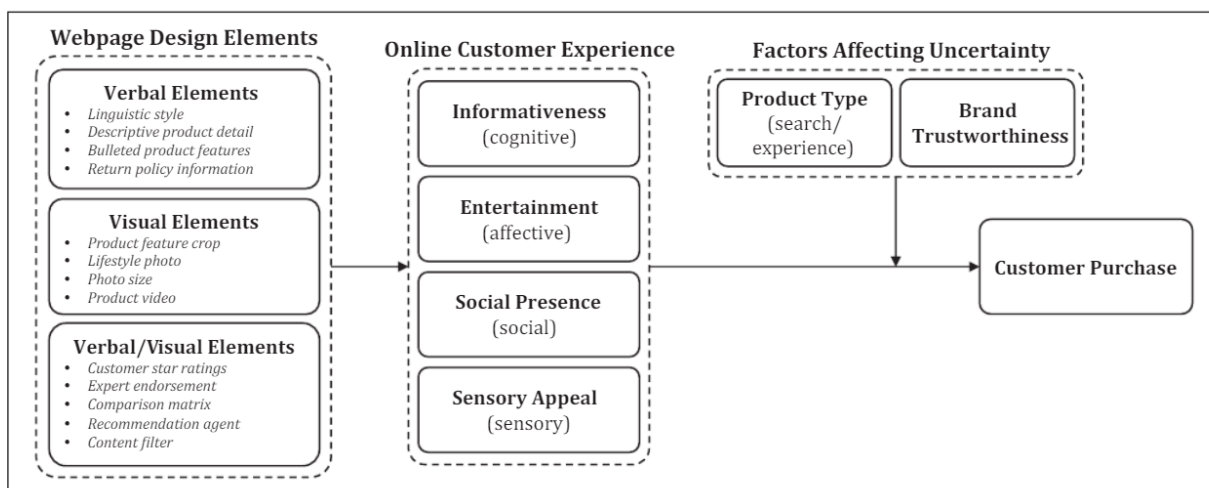 Webpage Design Elements
Verbal Elements
• Linguistic style
• Descriptive product detail
• Bulleted product features
• Return policy information
Visual Elements
• Product feature crop
• Lifestyle photo
• Photo size
• Product video
Verbal/Visual Elements
• Customer star ratings
• Expert endorsement
• Comparison matrix
• Recommendation agent
• Content filter
Online Customer Experience
Informativeness
(cognitive)
Entertainment
(affective)
Social Presence
(social)
Sensory Appeal
(sensory)
Factors Affecting Uncertainty
Product Type
(search/
experience)
Brand
Trustworthiness
Customer Purchase